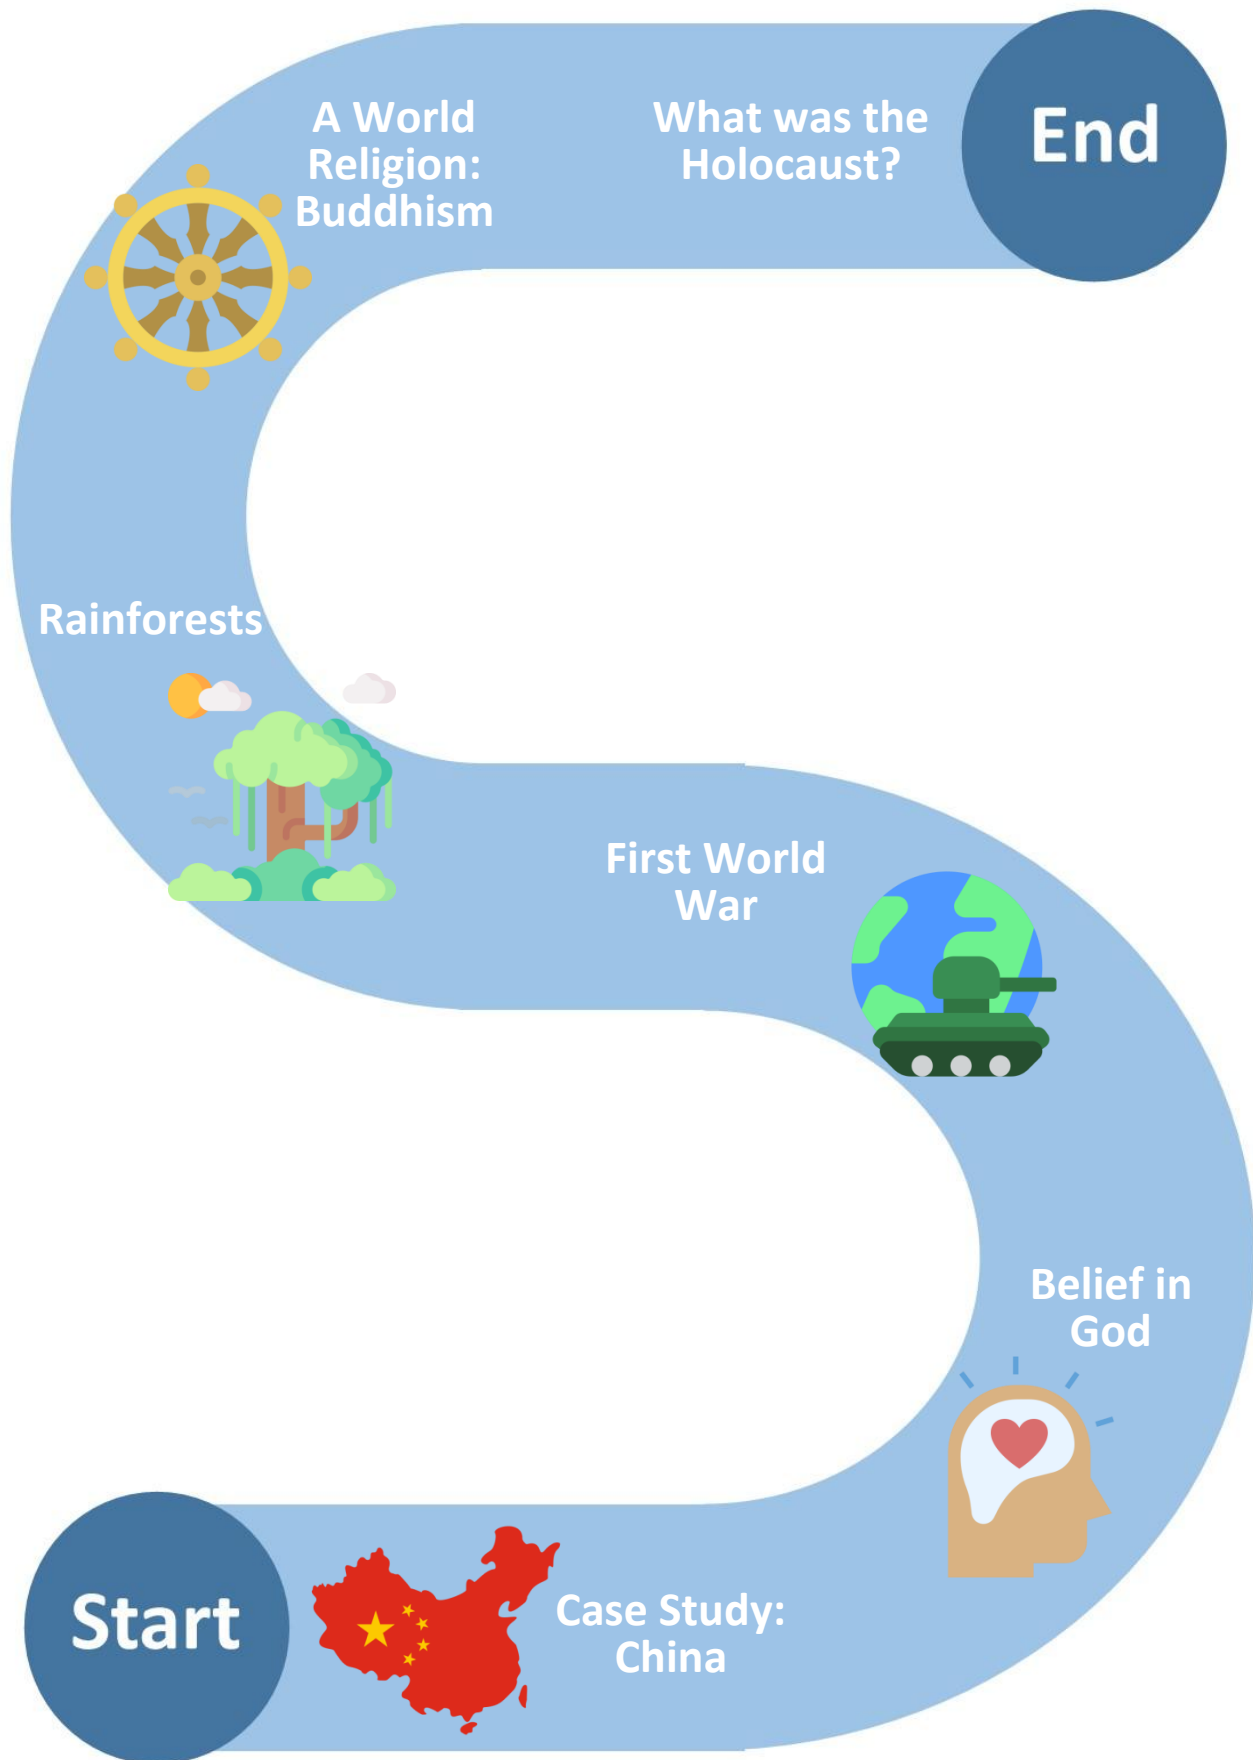 A World
Religion:
Buddhism
What was the
Holocaust?
End
Rainforests
First World
War
Belief in
God
Start
Case Study:
China